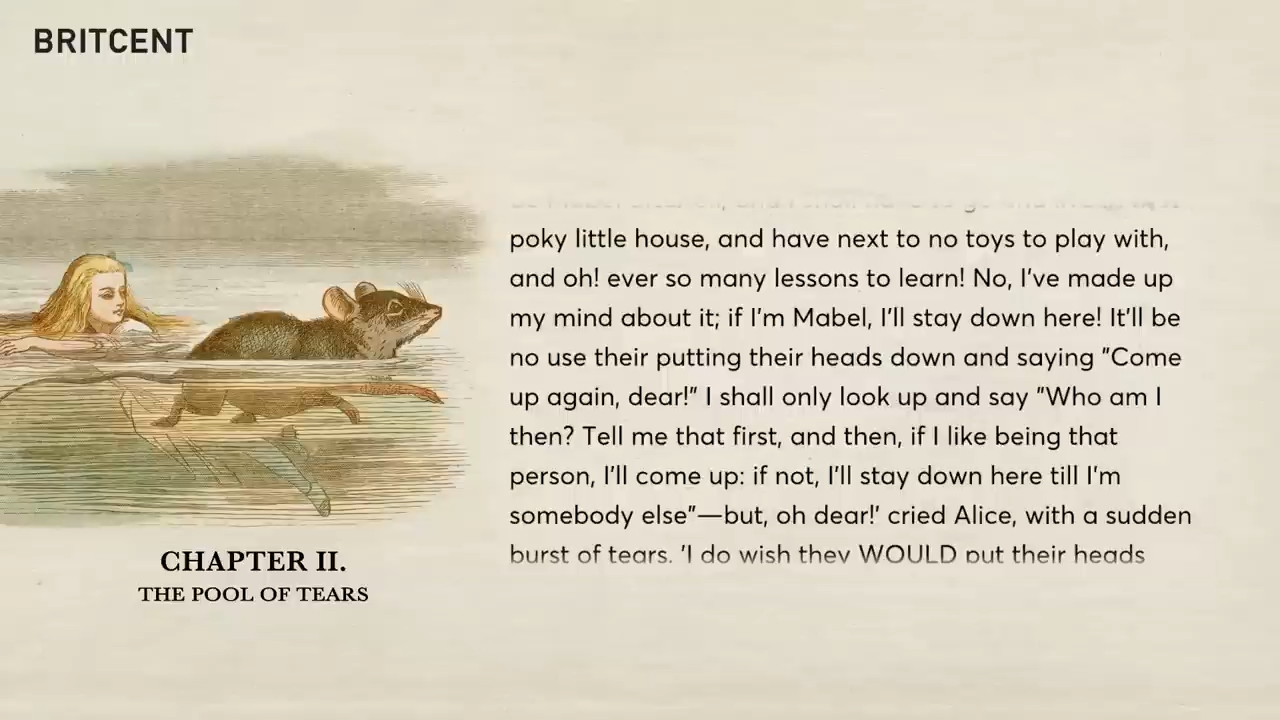 BRITCENT
poky little house, and have next to no toys to play with,
and oh! ever so many lessons to learn! No, I've made up
my mind about it; if I'm Mabel, I'll stay down here! It'll be
no use their putting their heads down and saying "Come
up again, dear!" I shall only look up and say "Who am I
then? Tell me that first, and then, if I like being that
person, I'll come up: if not, I'll stay down here till I'm
somebody else"—but, oh dear!' cried Alice, with a sudden
burst of tears. 'I do wish they WOULD put their heads
CHAPTER II.
THE POOL OF TEARS